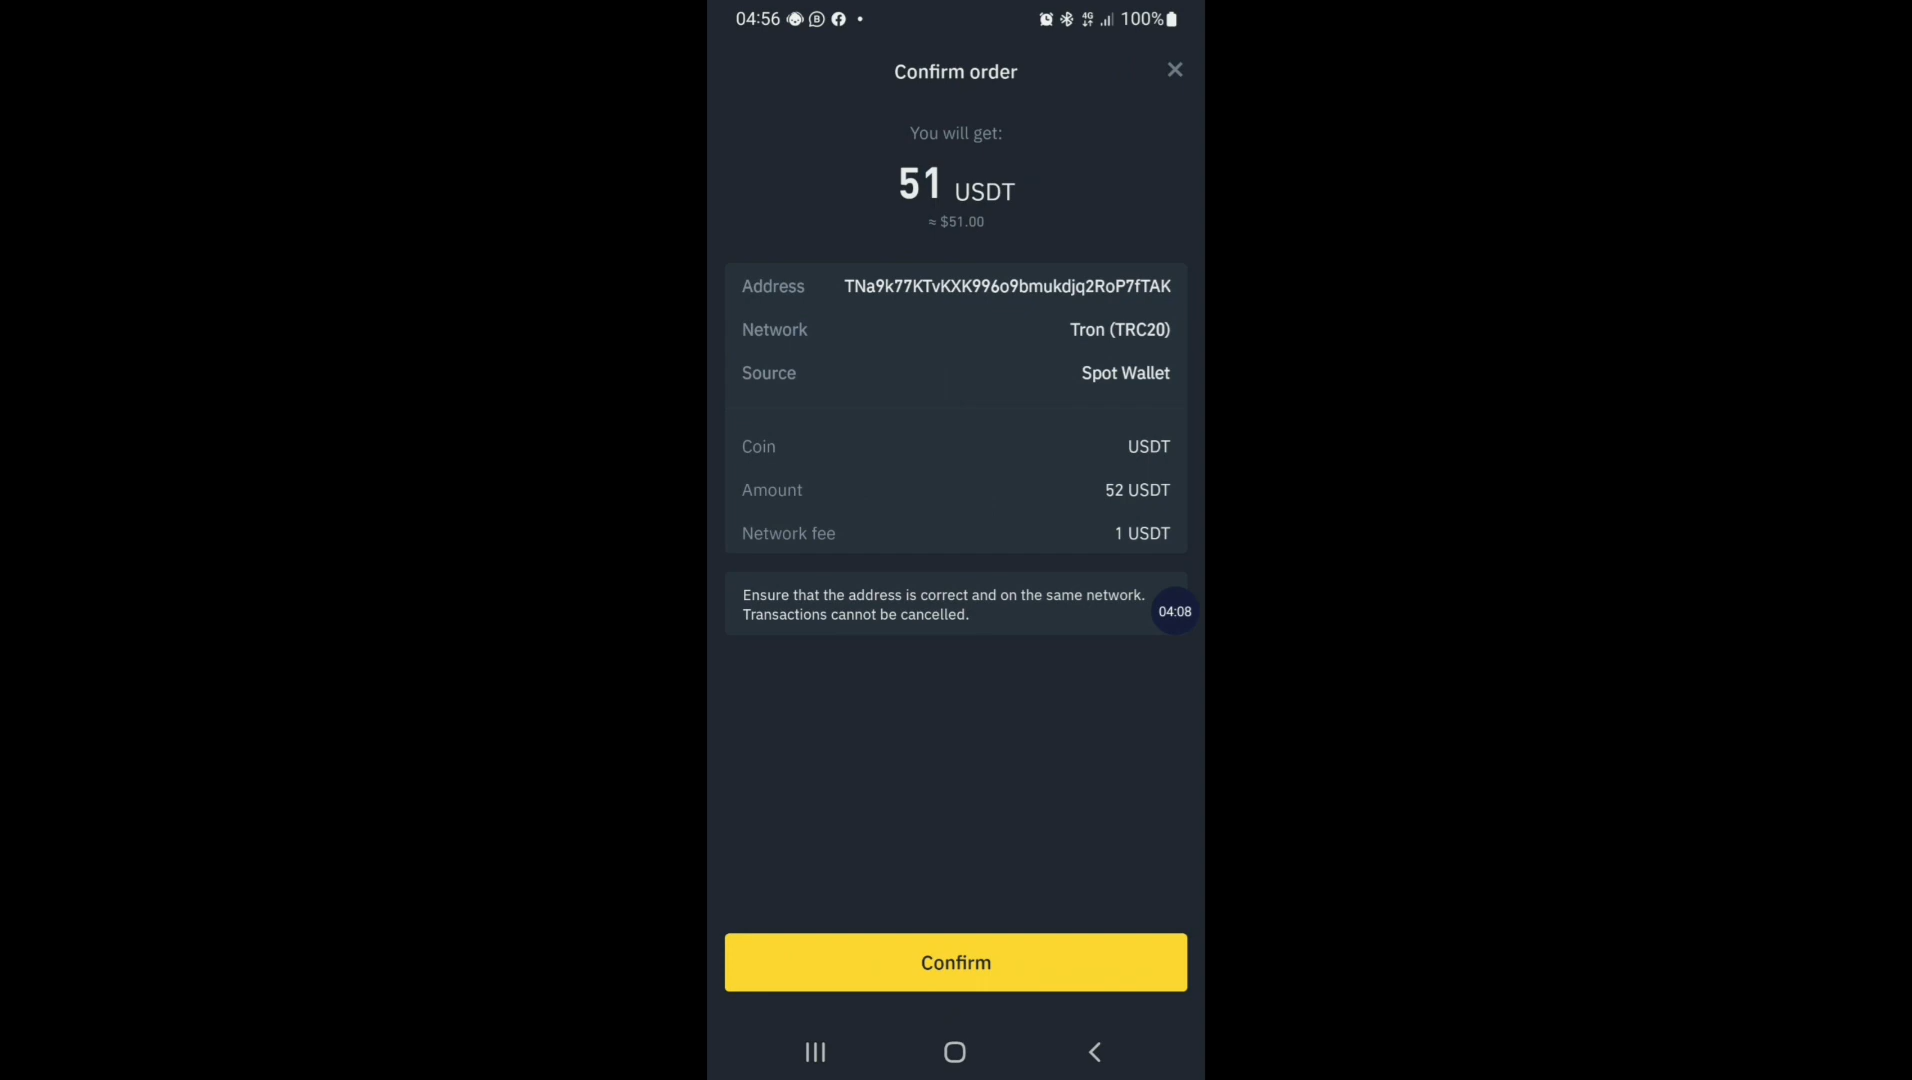 04:56 100%
Confirm order
You will get:
51 USDT
≈ $51.00
Address TNa9k77KTvKXK996o9bmukdjq2RoP7fTAK
Network Tron (TRC20)
Source Spot Wallet
Coin USDT
Amount 52 USDT
Network fee 1 USDT
Ensure that the address is correct and on the same network.
Transactions cannot be cancelled.
04:08
Confirm